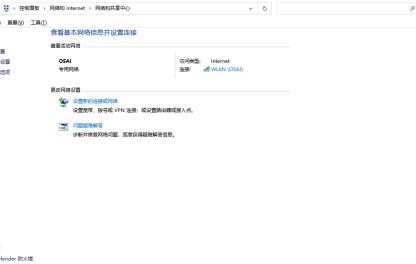 控制面板 › 网络和 Internet › 网络和共享中心
查看(V) 工具(T)
查看基本网络信息并设置连接
查看活动网络
OSAI
专用网络
访问类型: Internet
连接: WLAN (OSAI)
更改网络设置
设置新的连接或网络
设置宽带、拨号或 VPN 连接；或设置路由器或接入点。
问题疑难解答
诊断并修复网络问题，或者获得疑难解答信息。
置
设置
选项
fender 防火墙